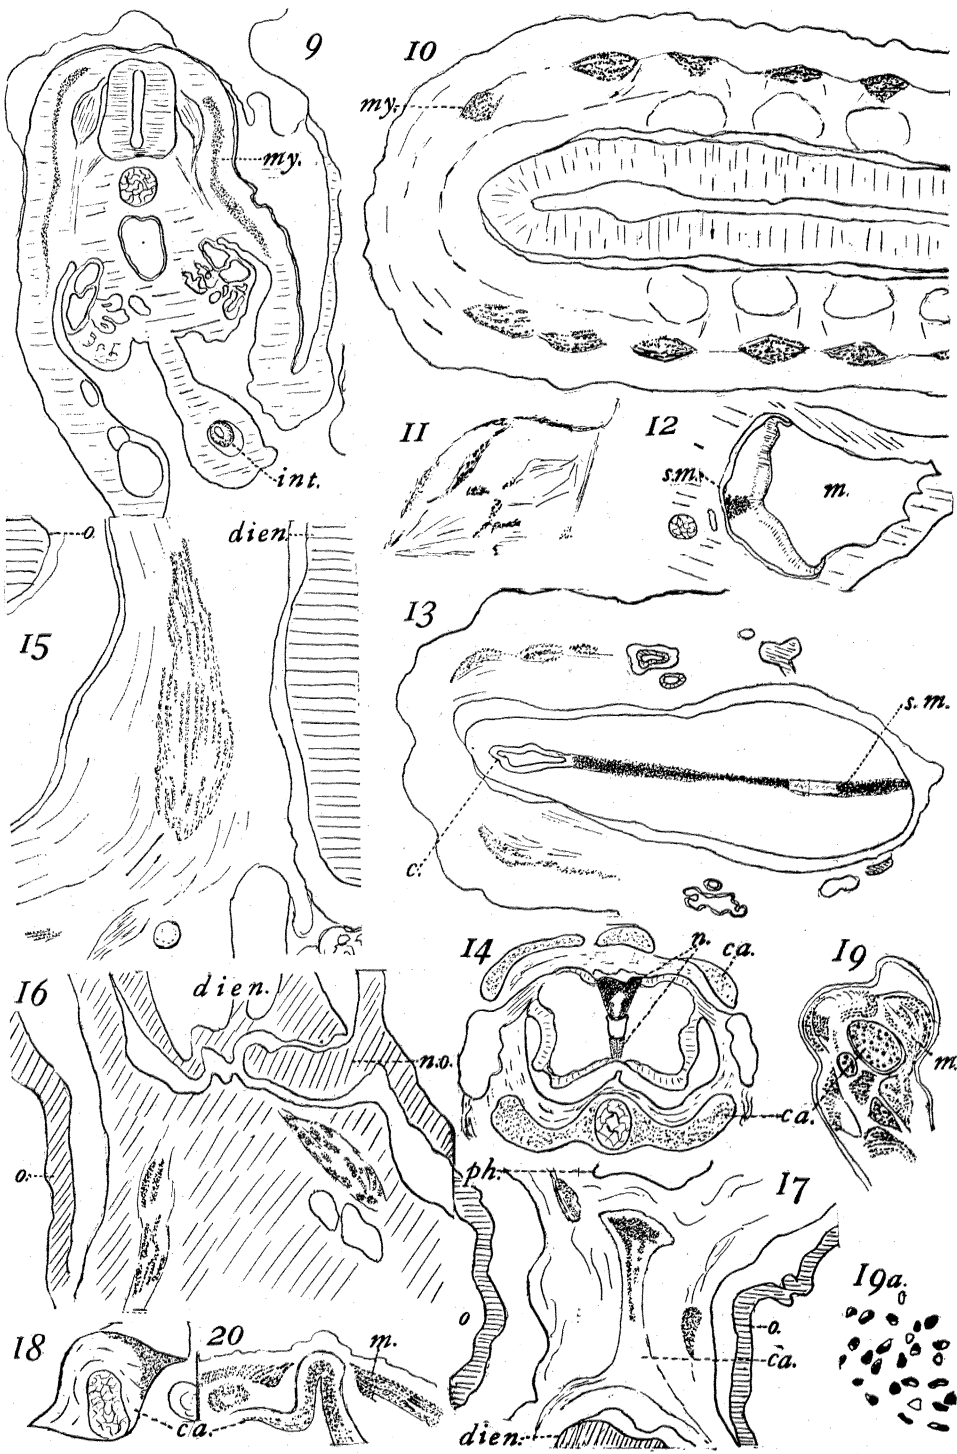 9
10
my.
my.
int.
11
12
s.m.
m.
o.
dien.
15
13
s.m.
c.
14
n.
ca.
19
m.
ca.
16
dien.
n.o.
o.
ph.
17
o
o.
ca.
dien.
19a.
18
20
m.
ca.